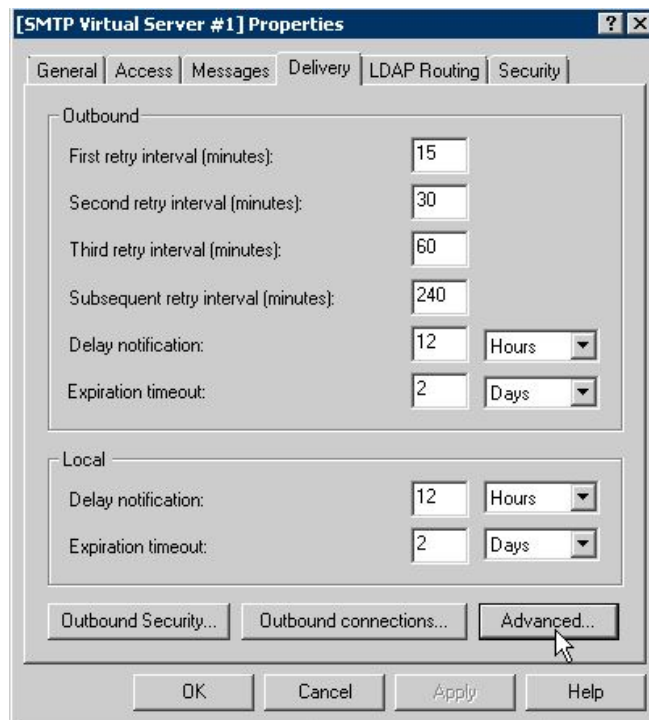 [SMTP Virtual Server #1] Properties
General Access Messages Delivery LDAP Routing Security
Outbound
First retry interval (minutes): 15
Second retry interval (minutes): 30
Third retry interval (minutes): 60
Subsequent retry interval (minutes): 240
Delay notification: 12 Hours
Expiration timeout: 2 Days
Local
Delay notification: 12 Hours
Expiration timeout: 2 Days
Outbound Security... Outbound connections... Advanced...
OK Cancel Apply Help